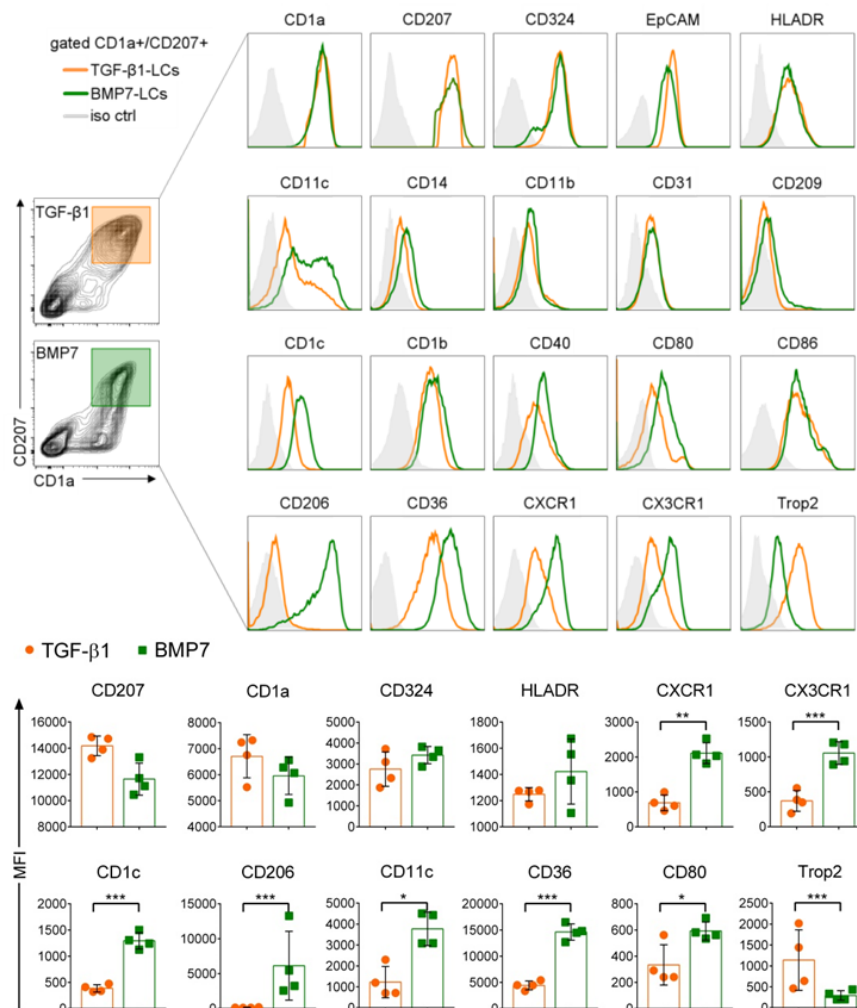 CD1a CD207 CD324 EpCAM HLADR
gated CD1a+/CD207+
TGF-β1-LCs
BMP7-LCs
iso ctrl
CD11c CD14 CD11b CD31 CD209
TGF-β1
CD1c CD1b CD40 CD80 CD86
BMP7
CD207
CD1a
CD206 CD36 CXCR1 CX3CR1 Trop2
TGF-β1 BMP7
CD207 CD1a CD324 HLADR CXCR1 CX3CR1
16000 8000 5000 1800 3000 1500
** ***
14000 7000 4000 1600 2000 1000
3000
12000 6000 1400
2000 1000 500
10000 5000 1000 1200
8000 4000 0 1000 0 0
MFI
CD1c CD206 CD11c CD36 CD80 Trop2
2000 15000 5000 20000 800 2500
*** *** * *** * ***
1500 10000 4000 15000 600 2000
3000 1500
1000 10000 400
5000 2000 1000
500 1000 5000 200 500
0 0 0 0 0 0